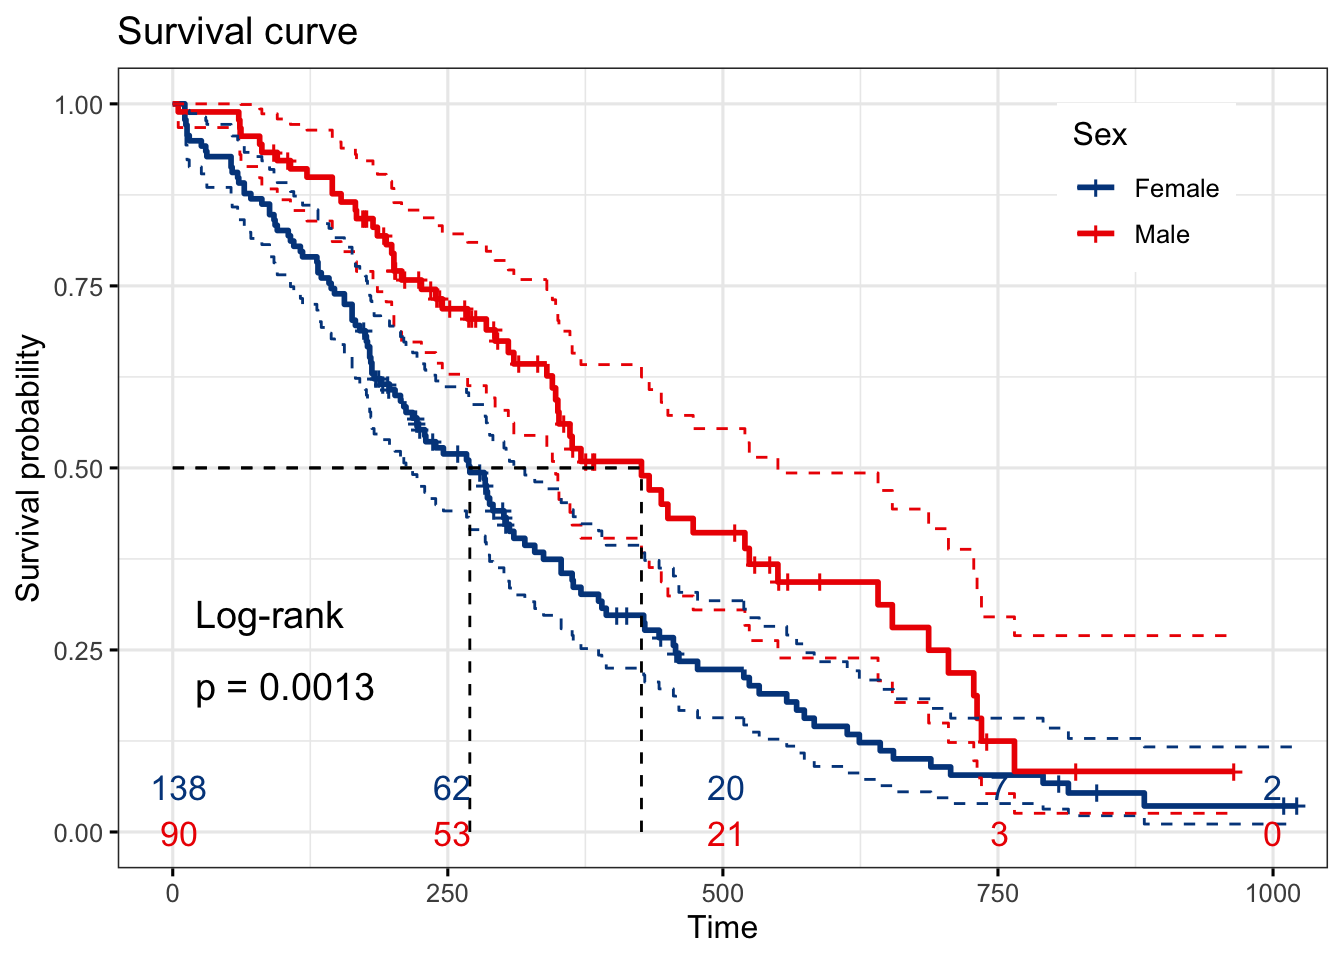 Survival curve
1.00
0.75
0.50
0.25
0.00
Survival probability
Sex
Female
Male
Log-rank
p = 0.0013
138 62 20 7 2
90 53 21 3 0
0 250 500 750 1000
Time